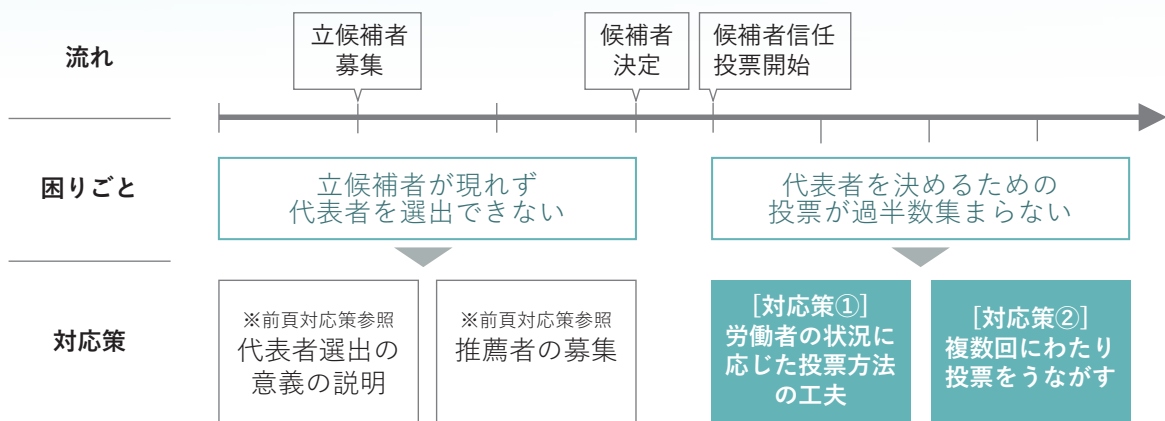 流れ
立候補者
募集
候補者
決定
候補者信任
投票開始
困りごと
立候補者が現れず
代表者を選出できない
代表者を決めるための
投票が過半数集まらない
対応策
※前頁対応策参照
代表者選出の
意義の説明
※前頁対応策参照
推薦者の募集
[対応策①]
労働者の状況に
応じた投票方法
の工夫
[対応策②]
複数回にわたり
投票をうながす